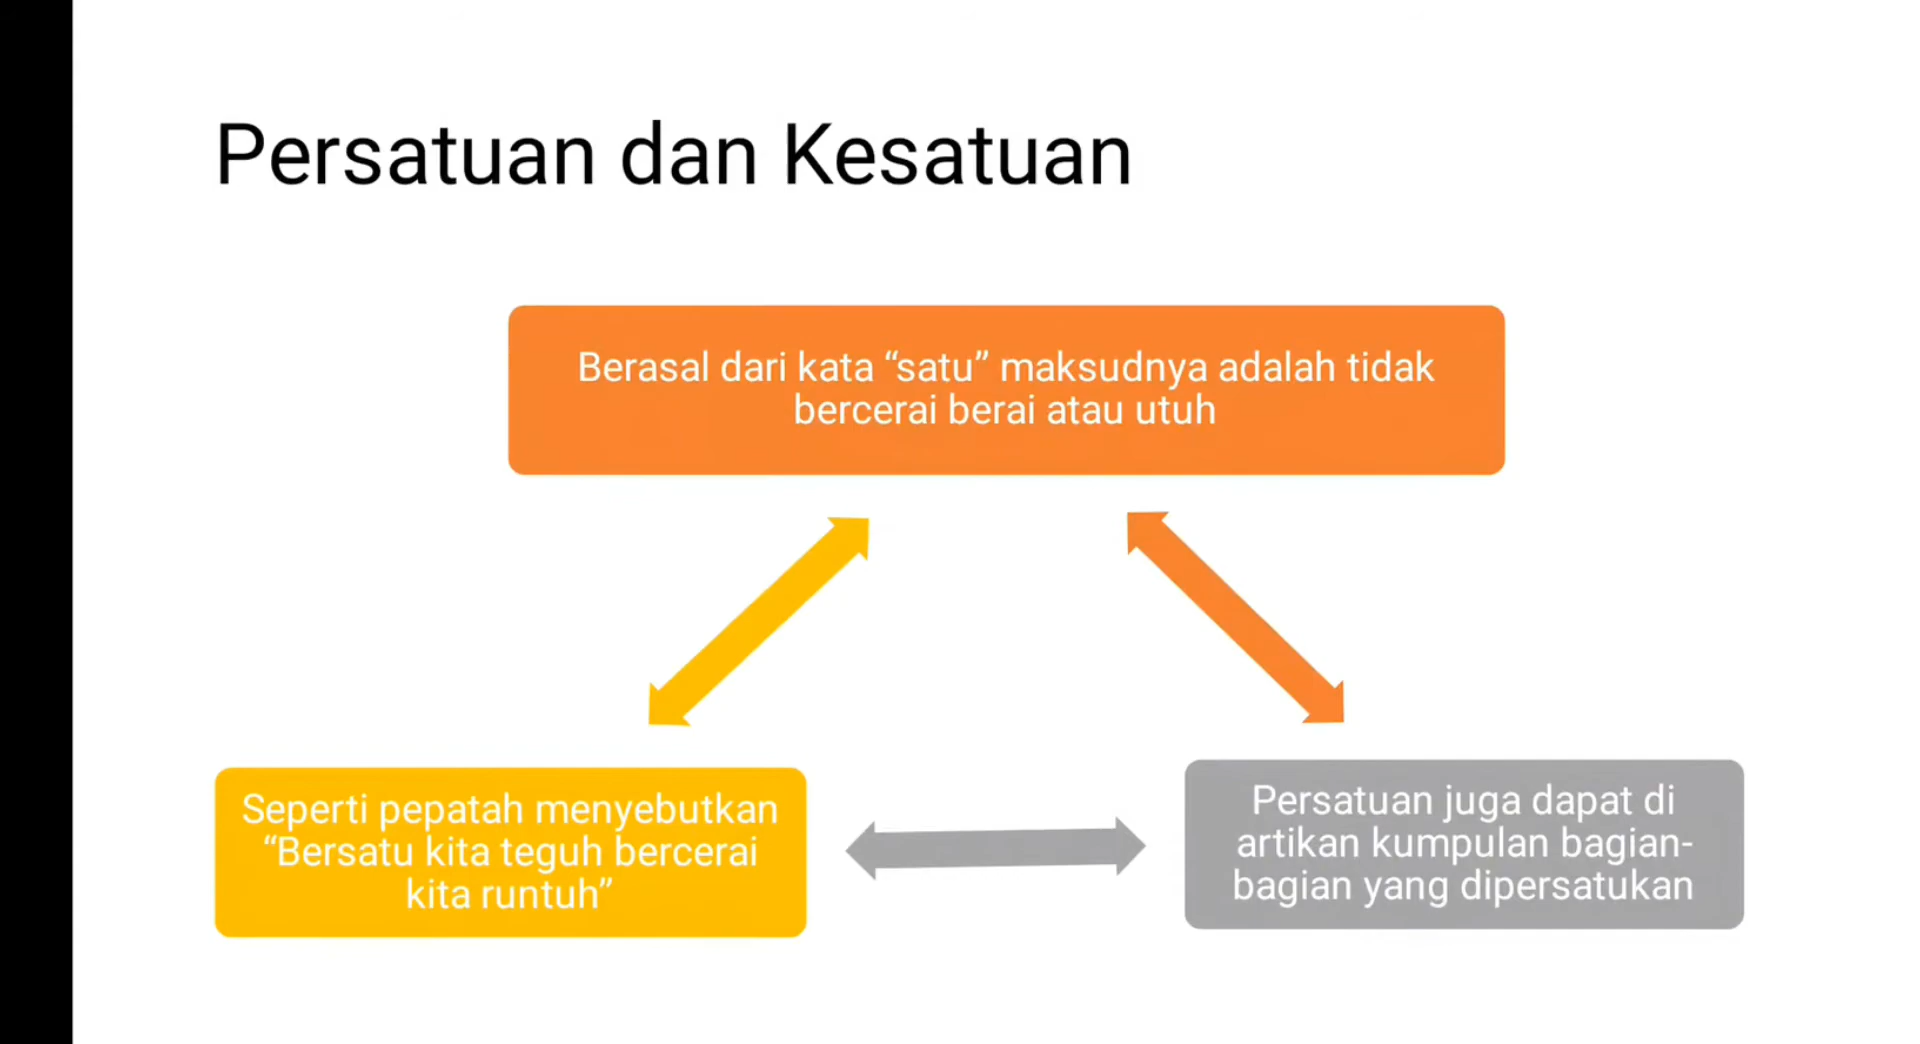 Persatuan dan Kesatuan
Berasal dari kata “satu” maksudnya adalah tidak
bercerai berai atau utuh
Seperti pepatah menyebutkan
“Bersatu kita teguh bercerai
kita runtuh”
Persatuan juga dapat di
artikan kumpulan bagian-
bagian yang dipersatukan